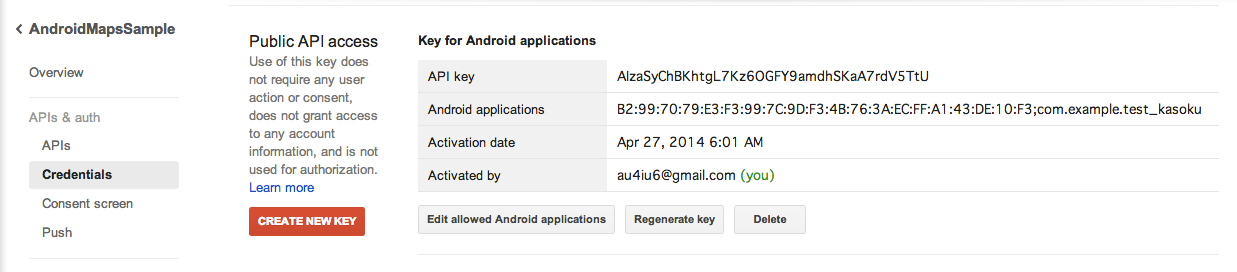 AndroidMapsSample
Overview
APIs & auth
APIs
Credentials
Consent screen
Push
Public API access
Use of this key does
not require any user
action or consent,
does not grant access
to any account
information, and is not
used for authorization.
Learn more
CREATE NEW KEY
Key for Android applications
API key AIzaSyChBKhtgL7Kz6OGFY9amdhSKaA7rdV5TtU
Android applications B2:99:70:79:E3:F3:99:7C:9D:F3:4B:76:3A:EC:FF:A1:43:DE:10:F3;com.example.test_kasoku
Activation date Apr 27, 2014 6:01 AM
Activated by au4iu6@gmail.com (you)
Edit allowed Android applications Regenerate key Delete